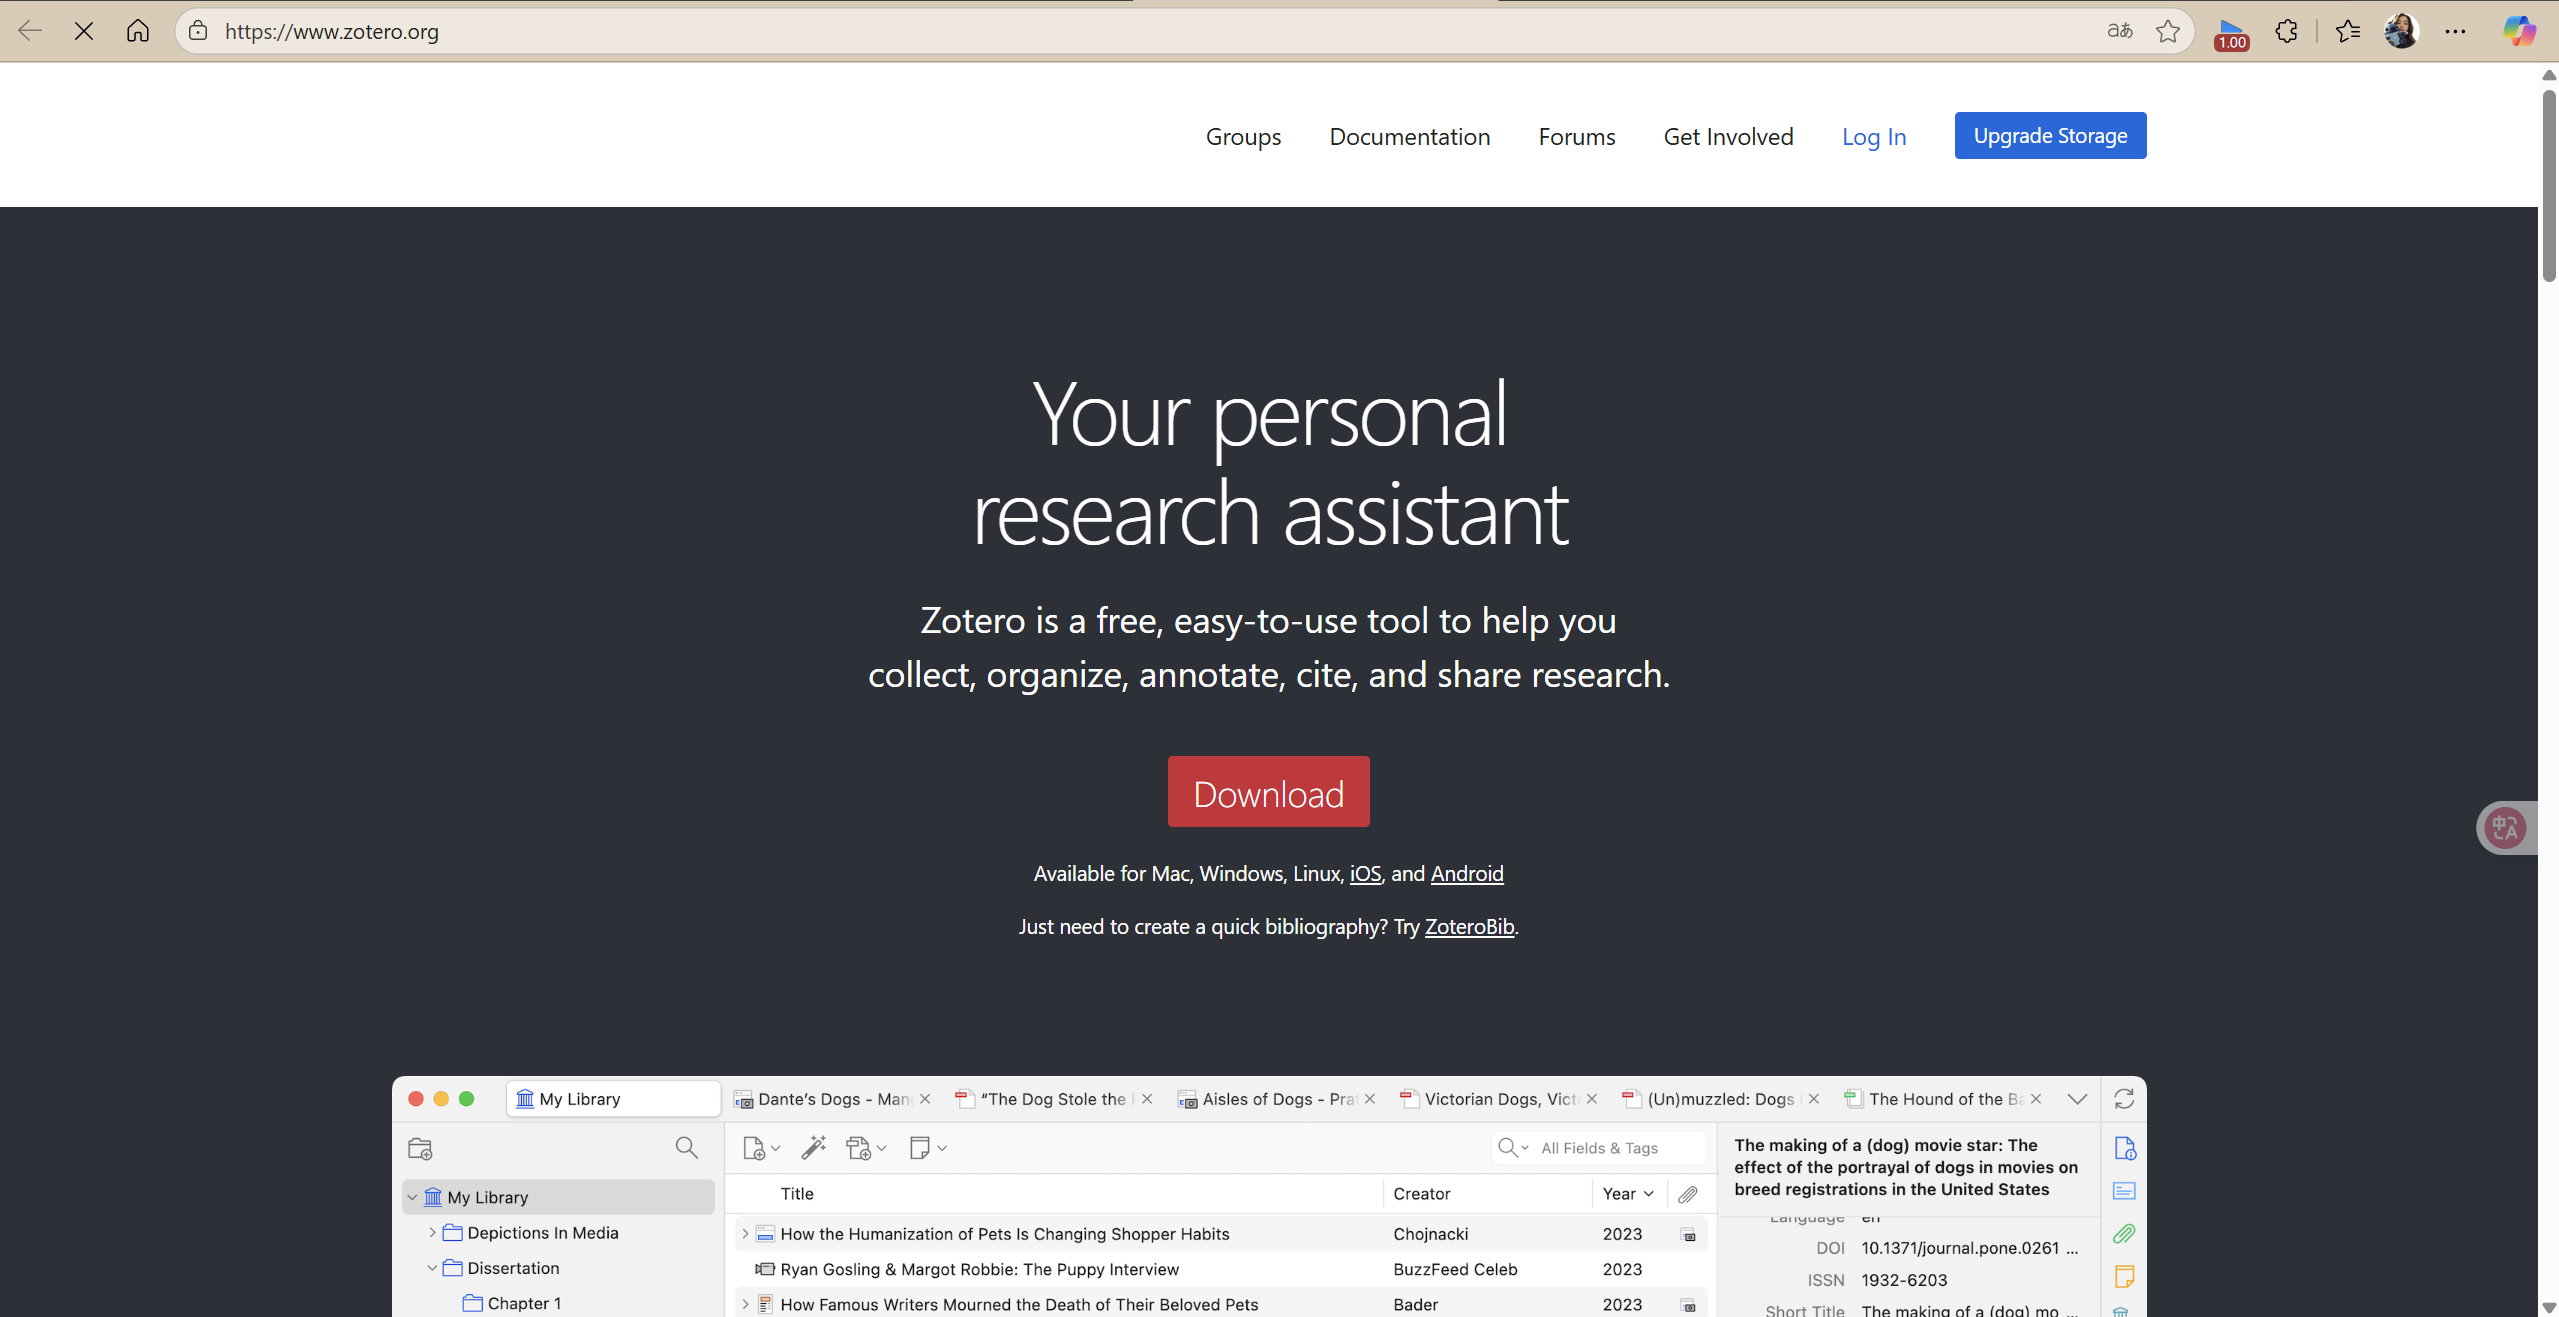 https://www.zotero.org
aあ
1.00
Groups Documentation Forums Get Involved Log In Upgrade Storage
Your personal
research assistant
Zotero is a free, easy-to-use tool to help you
collect, organize, annotate, cite, and share research.
Download
中A
Available for Mac, Windows, Linux, iOS, and Android
Just need to create a quick bibliography? Try ZoteroBib.
My Library Dante's Dogs - Man “The Dog Stole the Aisles of Dogs - Pra Victorian Dogs, Vict (Un)muzzled: Dogs The Hound of the Ba
All Fields & Tags
The making of a (dog) movie star: The
effect of the portrayal of dogs in movies on
breed registrations in the United States
My Library
Depictions In Media
Dissertation
Chapter 1
Title Creator Year
How the Humanization of Pets Is Changing Shopper Habits Chojnacki 2023
Ryan Gosling & Margot Robbie: The Puppy Interview BuzzFeed Celeb 2023
How Famous Writers Mourned the Death of Their Beloved Pets Bader 2023
Language en
DOI 10.1371/journal.pone.0261 ...
ISSN 1932-6203
Short Title The making of a (dog) mo ...